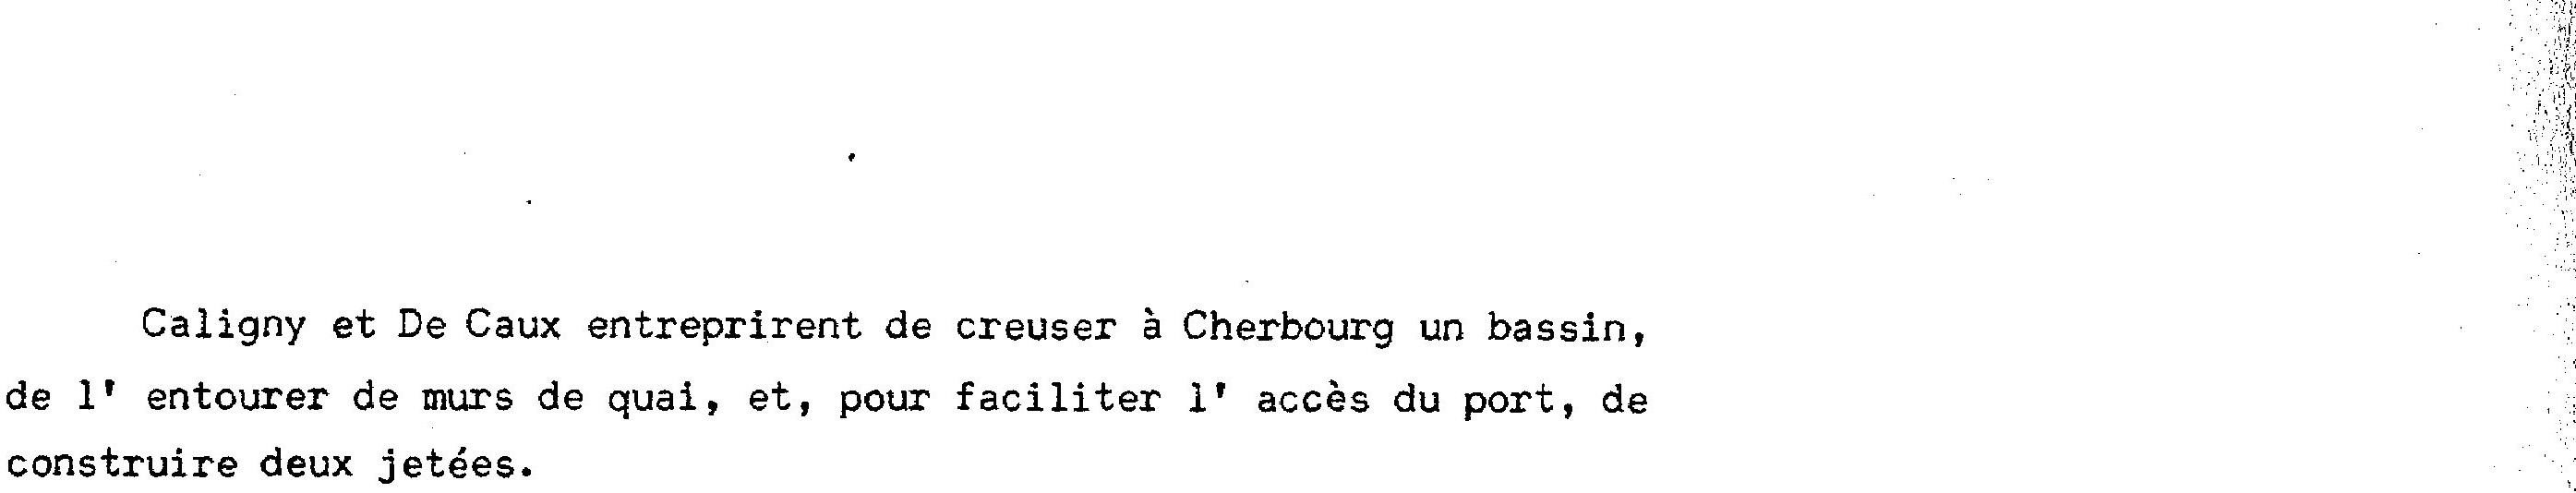 Caligny et De Caux entreprirent de creuser à Cherbourg un bassin,
de l' entourer de murs de quai, et, pour faciliter l' accès du port, de
construire deux jetées.